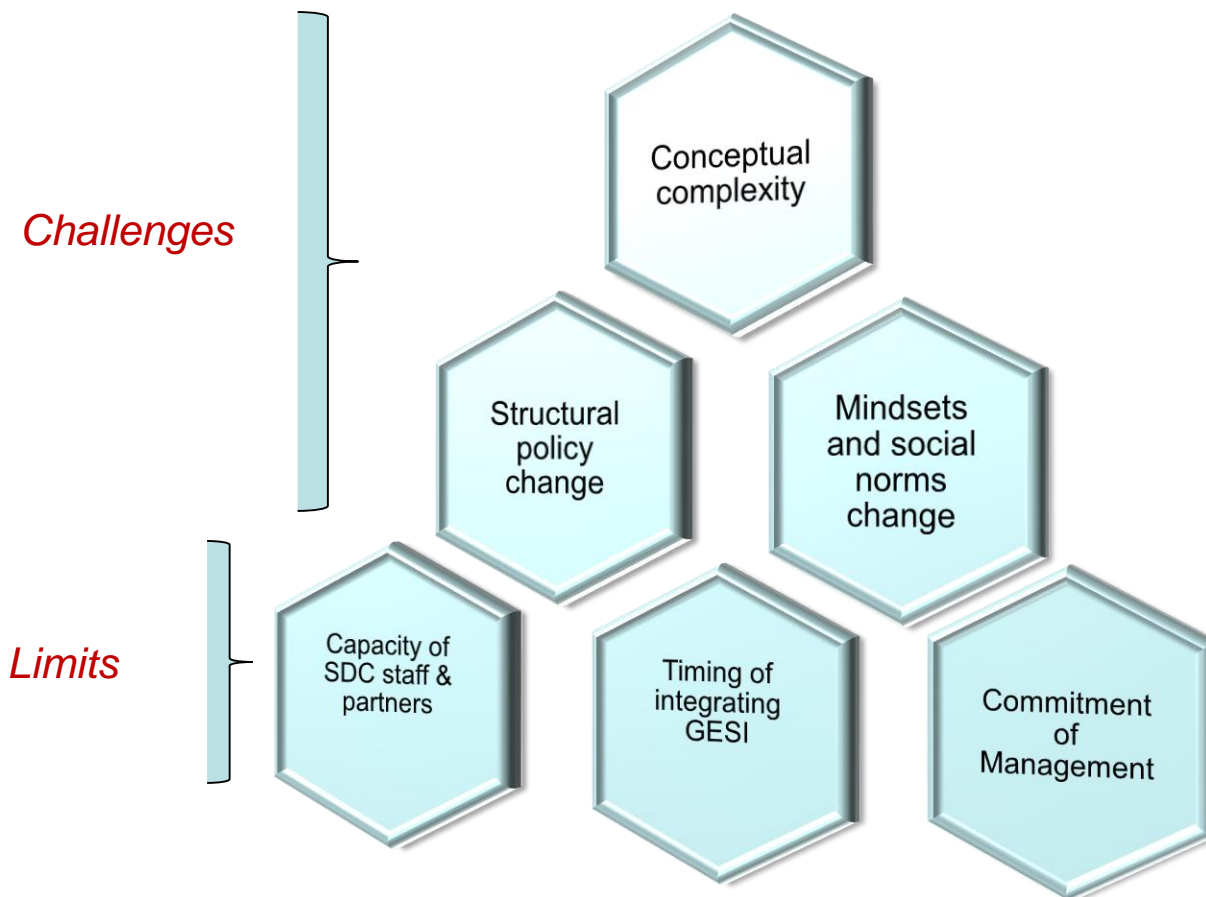 Challenges
Conceptual
complexity
Structural
policy
change
Mindsets
and social
norms
change
Limits
Capacity of
SDC staff &
partners
Timing of
integrating
GESI
Commitment
of
Management